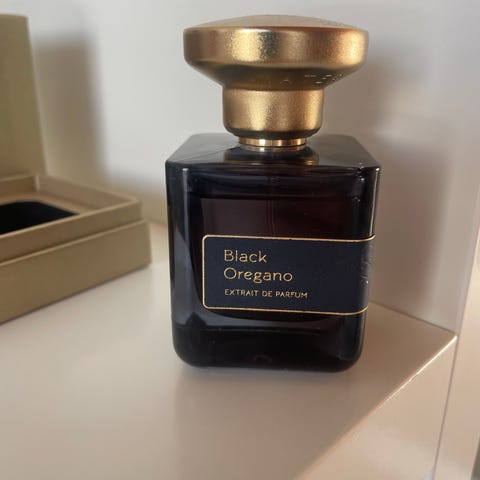 Black
Oregano
EXTRAIT DE PARFUM